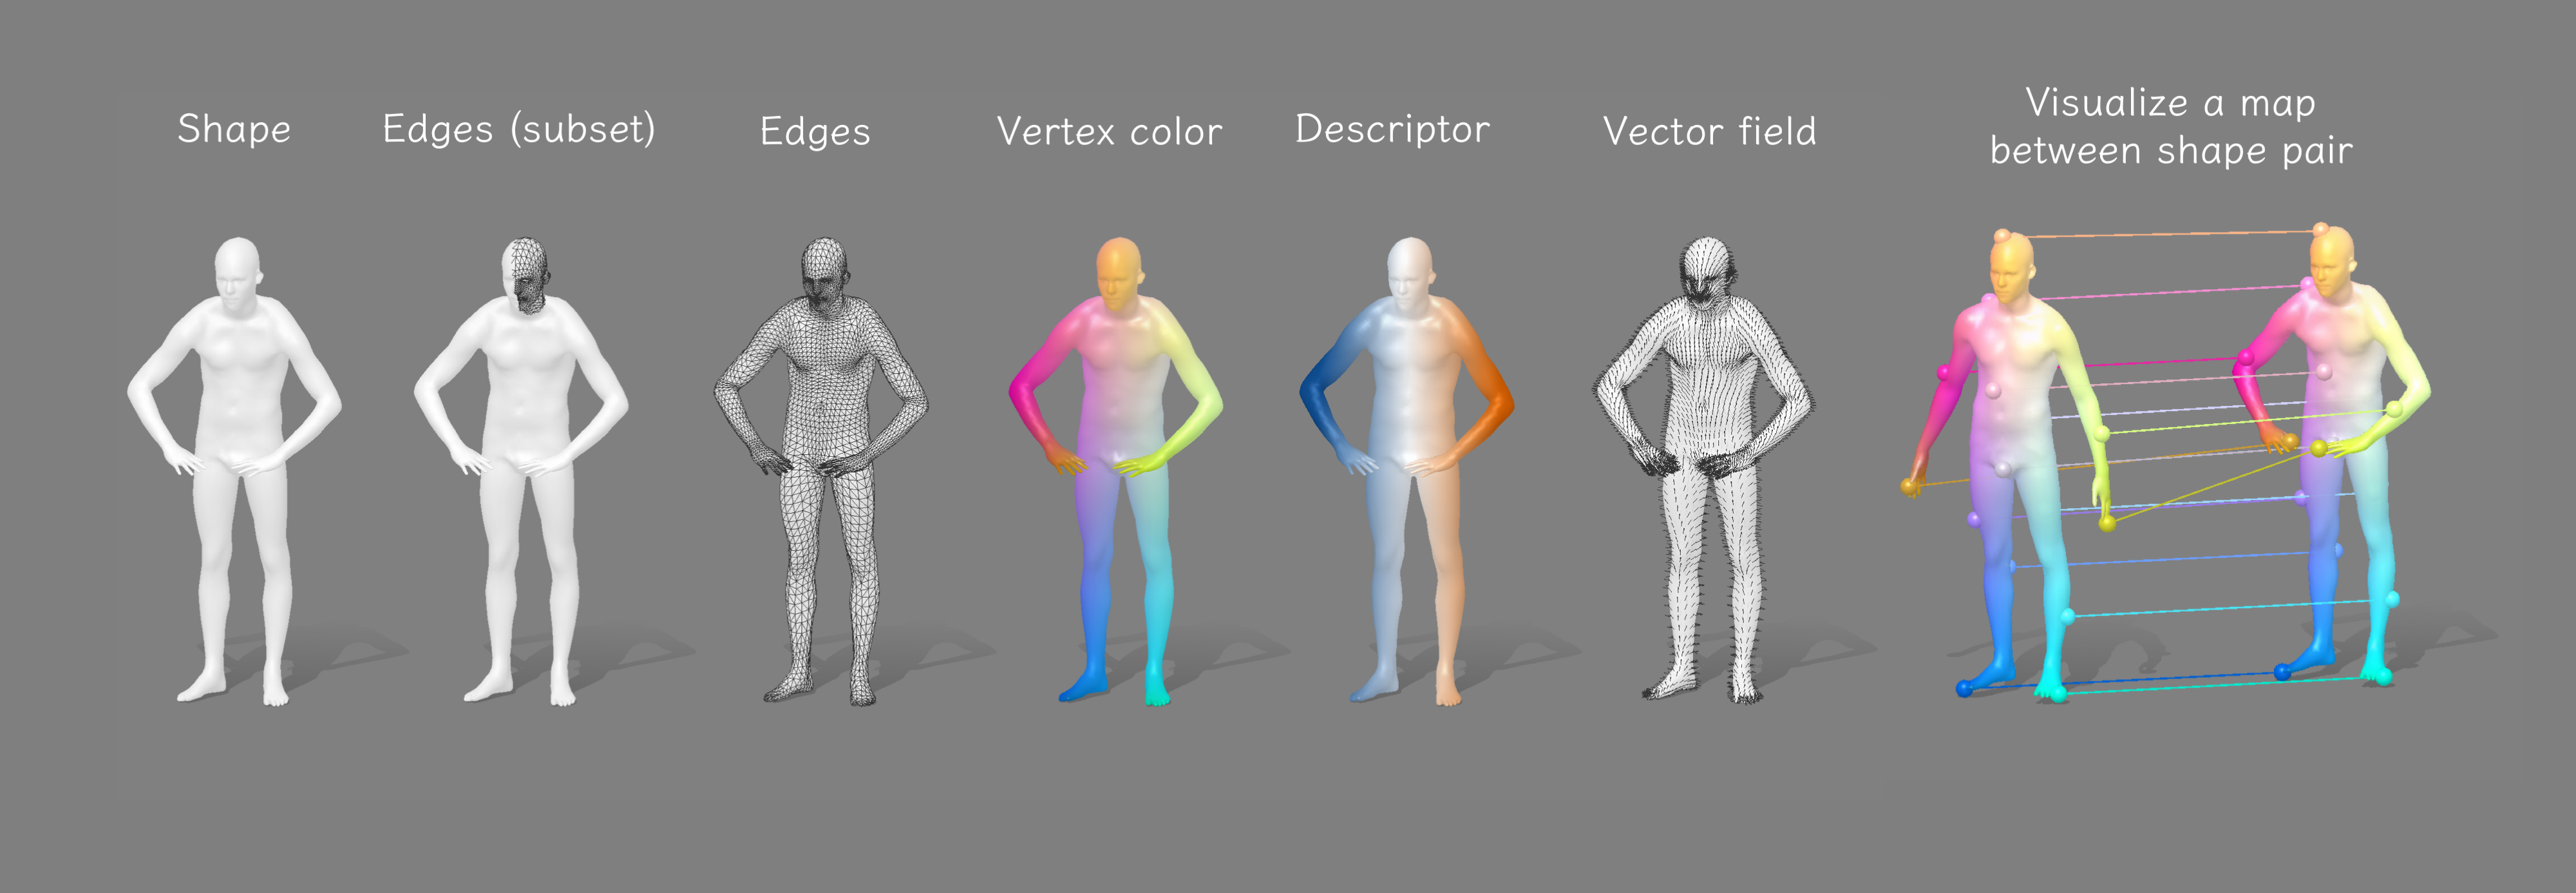 Shape
Edges (subset)
Edges
Vertex color
Descriptor
Vector field
Visualize a map
between shape pair